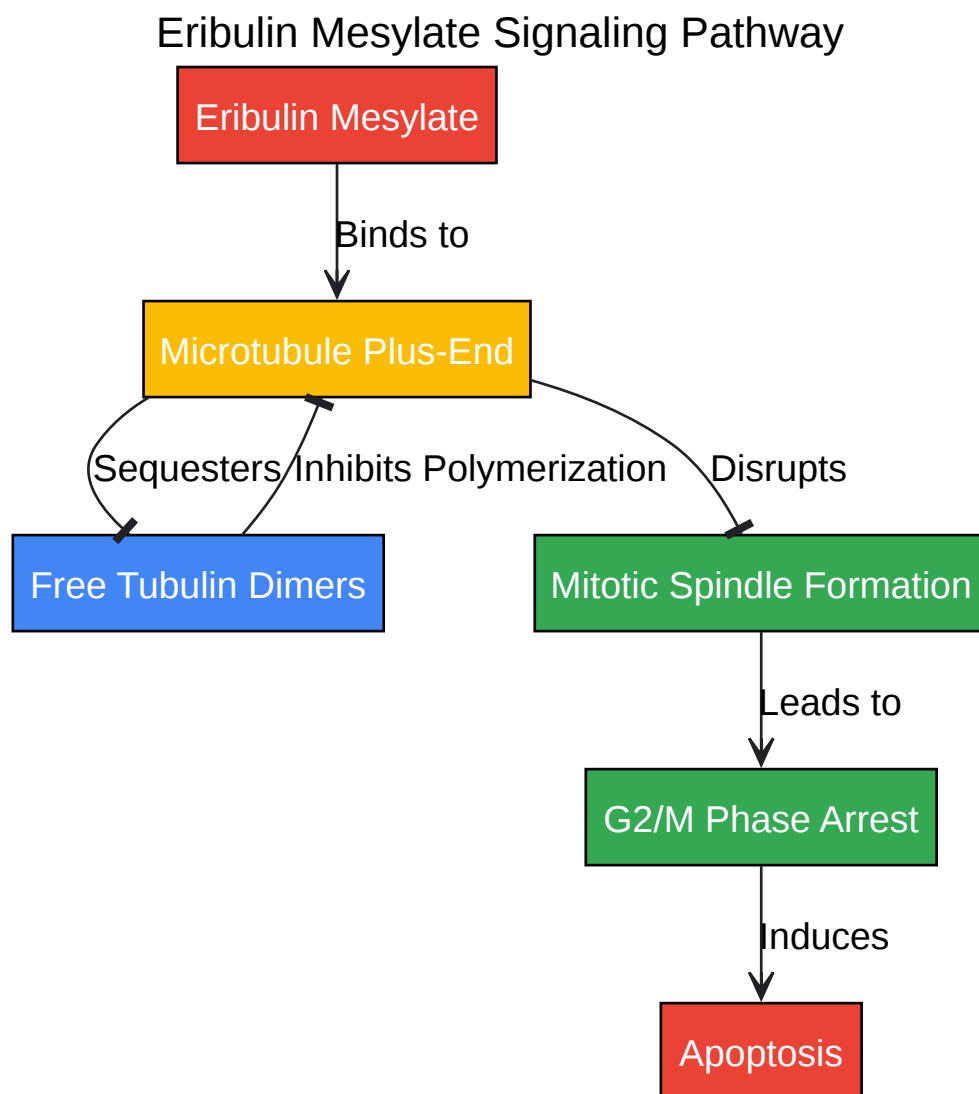 Eribulin Mesylate Signaling Pathway
Eribulin Mesylate
Binds to
Microtubule Plus-End
Sequesters
Inhibits Polymerization
Disrupts
Free Tubulin Dimers
Mitotic Spindle Formation
Leads to
G2/M Phase Arrest
Induces
Apoptosis